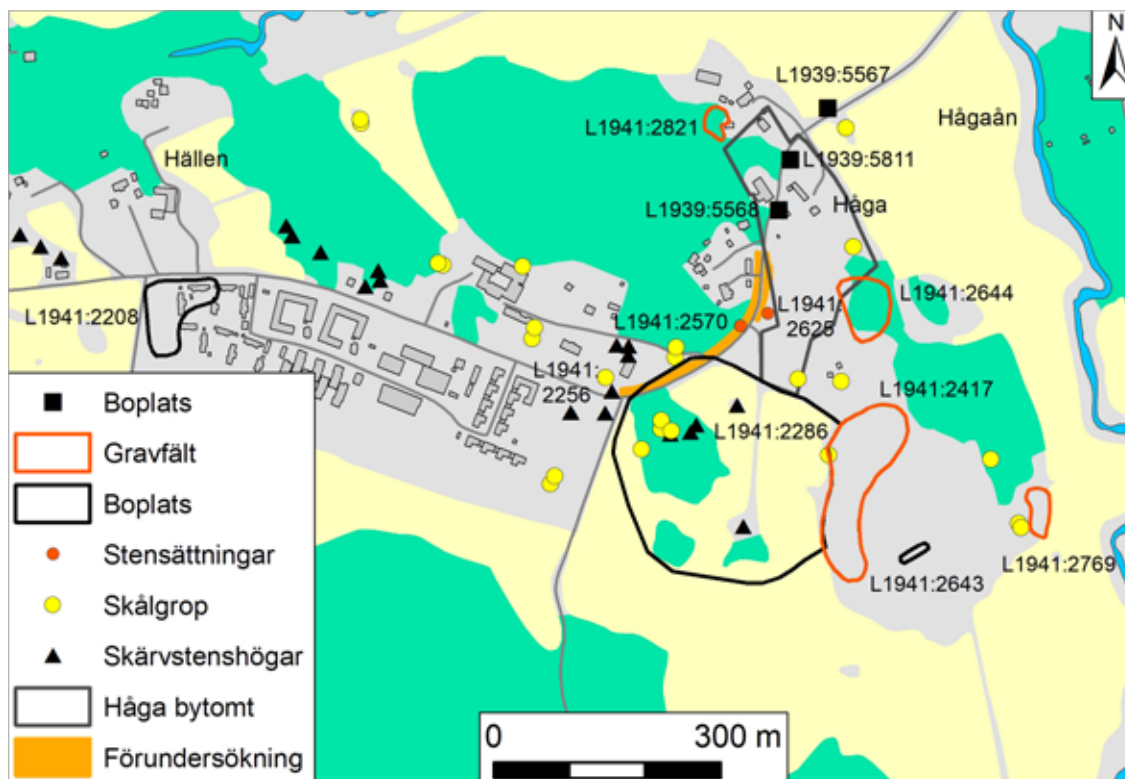 N
L1939:5567
Hågaån
L1941:2821
Hällen
L1939:5811
L1939:5568
Håga
L1941:2644
L1941:
2625
L1941:2208
L1941:2570
L1941:
2256
L1941:2417
L1941:2286
L1941:2643
L1941:2769
Boplats
Gravfält
Boplats
Stensättningar
Skålgrop
Skärvstenshögar
Håga bytomt
Förundersökning
0
300 m